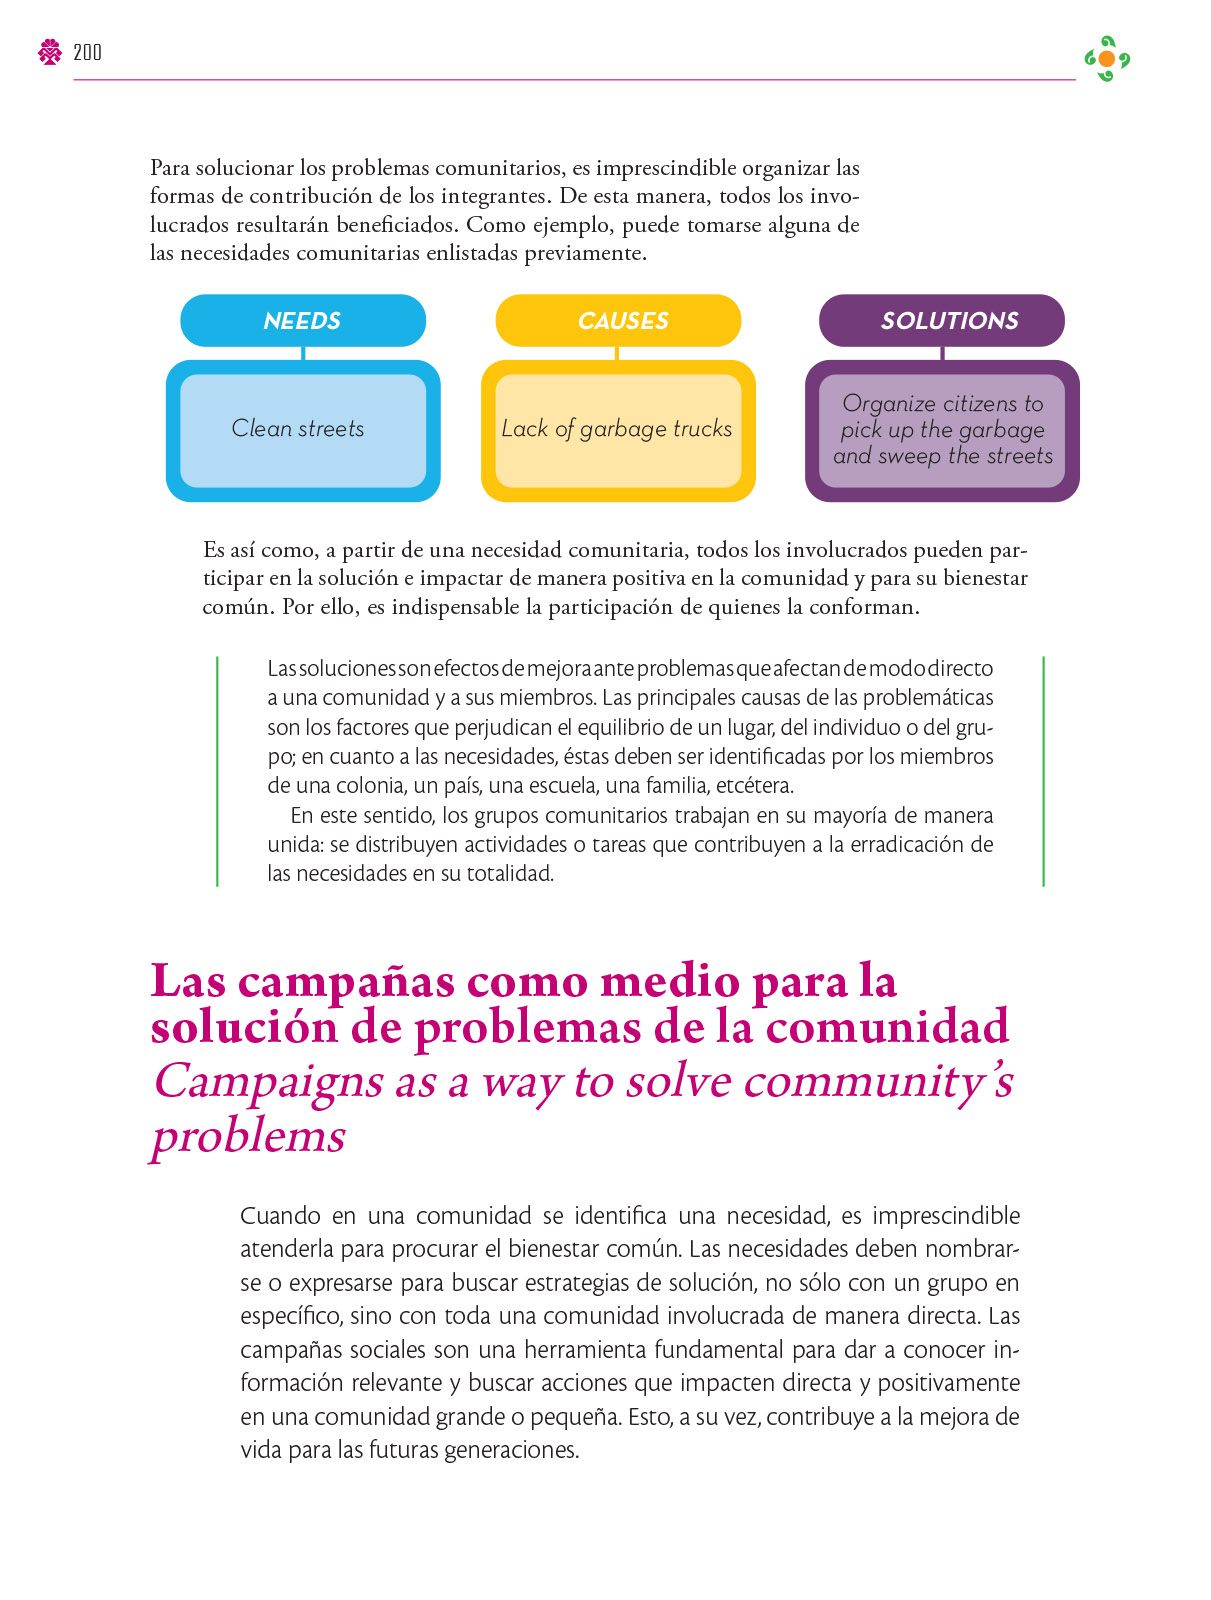 200
Para solucionar los problemas comunitarios, es imprescindible organizar las
formas de contribución de los integrantes. De esta manera, todos los invo-
lucrados resultarán beneficiados. Como ejemplo, puede tomarse alguna de
las necesidades comunitarias enlistadas previamente.
NEEDS
Clean streets
CAUSES
Lack of garbage trucks
SOLUTIONS
Organize citizens to
pick up the garbage
and sweep the streets
Es así como, a partir de una necesidad comunitaria, todos los involucrados pueden par-
ticipar en la solución e impactar de manera positiva en la comunidad y para su bienestar
común. Por ello, es indispensable la participación de quienes la conforman.
Las soluciones son efectos de mejora ante problemas que afectan de modo directo
a una comunidad y a sus miembros. Las principales causas de las problemáticas
son los factores que perjudican el equilibrio de un lugar, del individuo o del gru-
po; en cuanto a las necesidades, éstas deben ser identificadas por los miembros
de una colonia, un país, una escuela, una familia, etcétera.
En este sentido, los grupos comunitarios trabajan en su mayoría de manera
unida: se distribuyen actividades o tareas que contribuyen a la erradicación de
las necesidades en su totalidad.
Las campañas como medio para la
solución de problemas de la comunidad
Campaigns as a way to solve community’s
problems
Cuando en una comunidad se identifica una necesidad, es imprescindible
atenderla para procurar el bienestar común. Las necesidades deben nombrar-
se o expresarse para buscar estrategias de solución, no sólo con un grupo en
específico, sino con toda una comunidad involucrada de manera directa. Las
campañas sociales son una herramienta fundamental para dar a conocer in-
formación relevante y buscar acciones que impacten directa y positivamente
en una comunidad grande o pequeña. Esto, a su vez, contribuye a la mejora de
vida para las futuras generaciones.